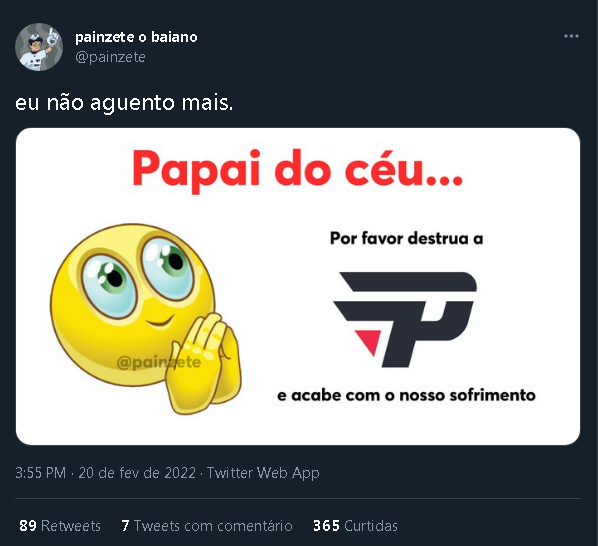 painzete o baiano
@painzete
eu não aguento mais.
Papai do céu...
Por favor destrua a
@painzete
e acabe com o nosso sofrimento
3:55 PM · 20 de fev de 2022 · Twitter Web App
89 Retweets 7 Tweets com comentário 365 Curtidas